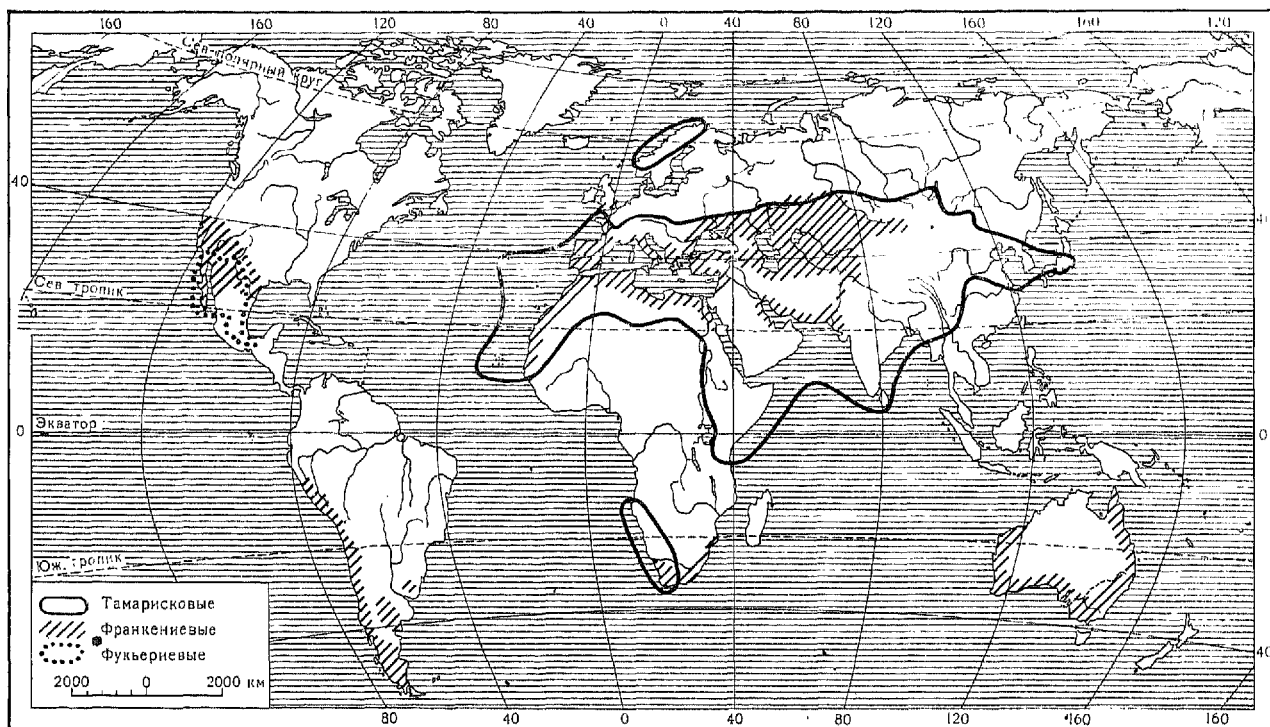 160 160 120 80 40 0 40 80 120 160 160 120
Сев. полярный круг
40
40
Сев. тропик
Экватор
0
0
Юж. тропик
Тамарисковые
Франкениевые
Фукьериевые
2000 0 2000 км
40
80 40 0 40 80 120 160